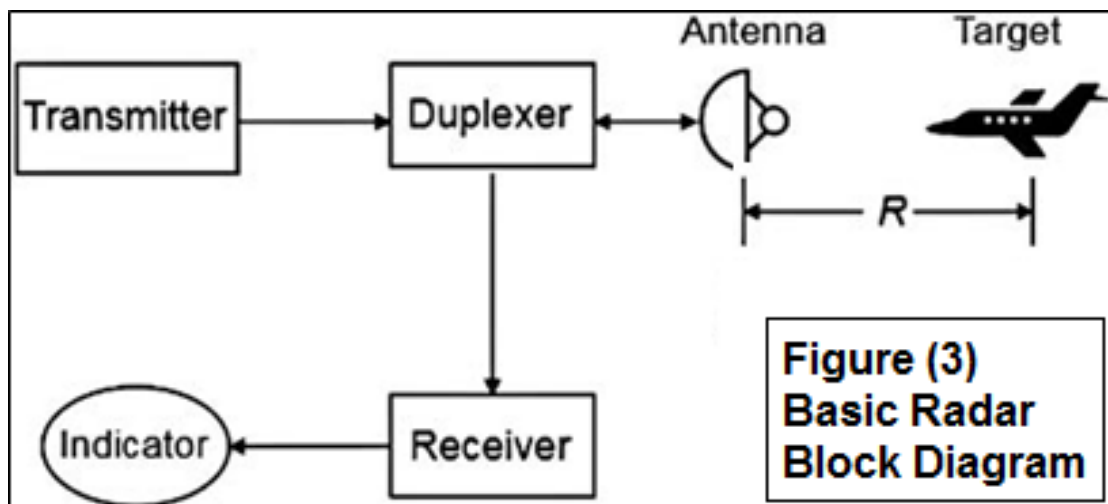 Antenna Target
Transmitter
Duplexer
R
Figure (3)
Basic Radar
Block Diagram
Indicator
Receiver